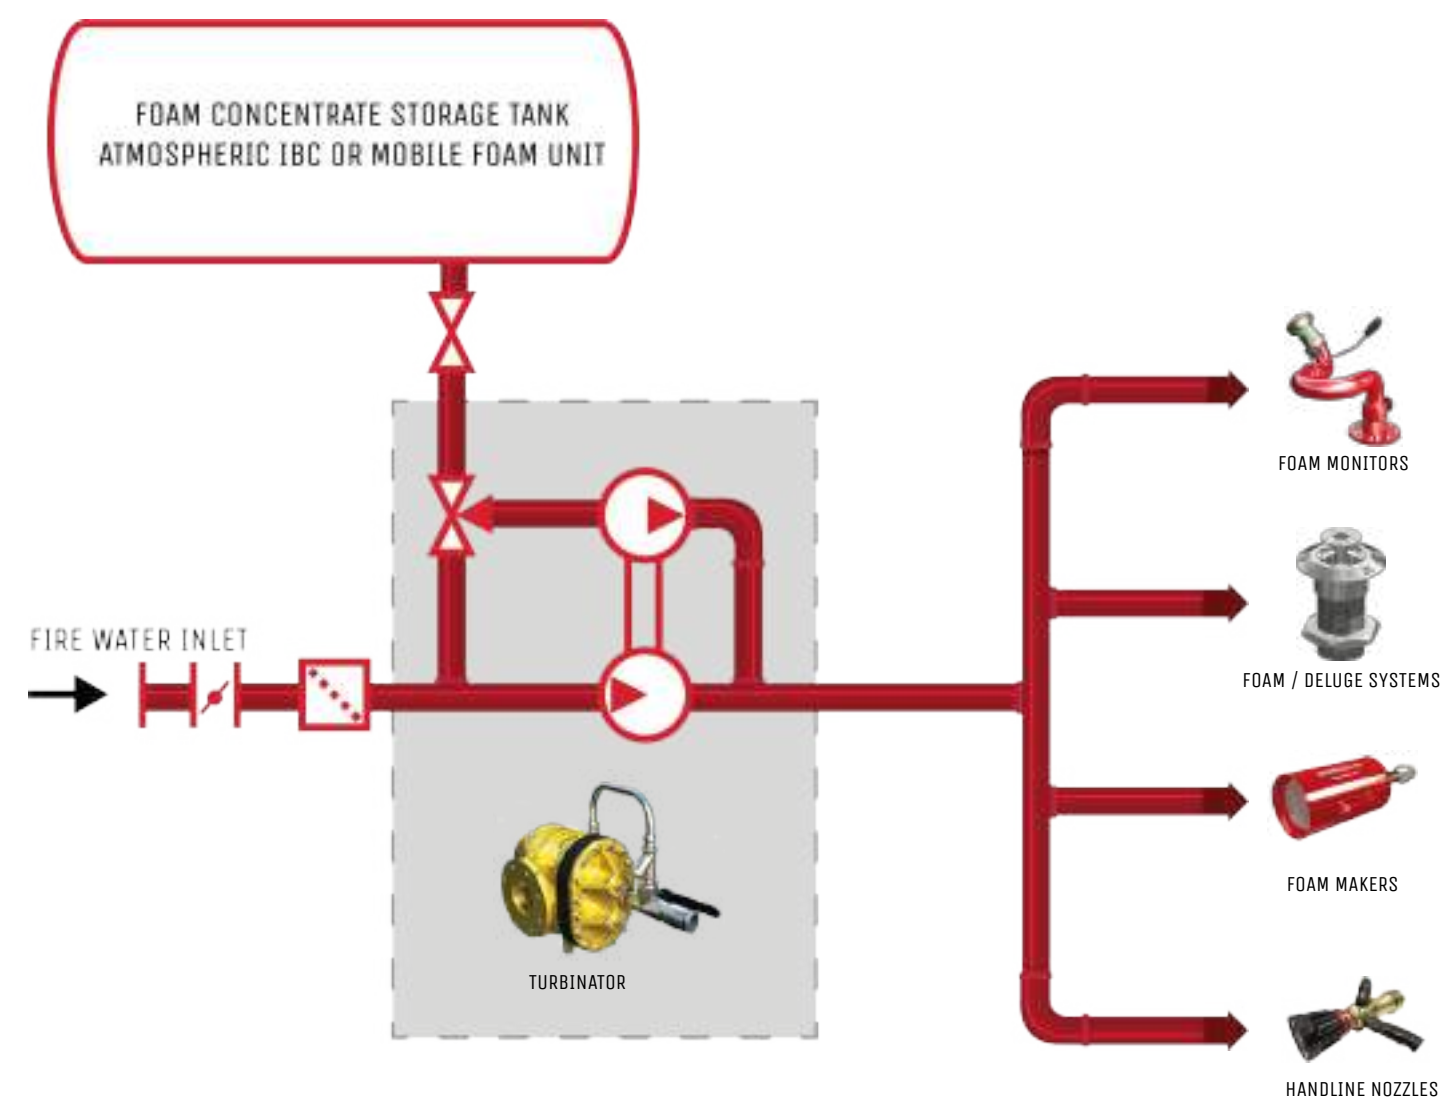 FOAM CONCENTRATE STORAGE TANK
ATMOSPHERIC IBC OR MOBILE FOAM UNIT
FOAM MONITORS
FIRE WATER INLET
FOAM / DELUGE SYSTEMS
FOAM MAKERS
TURBINATOR
HANDLINE NOZZLES